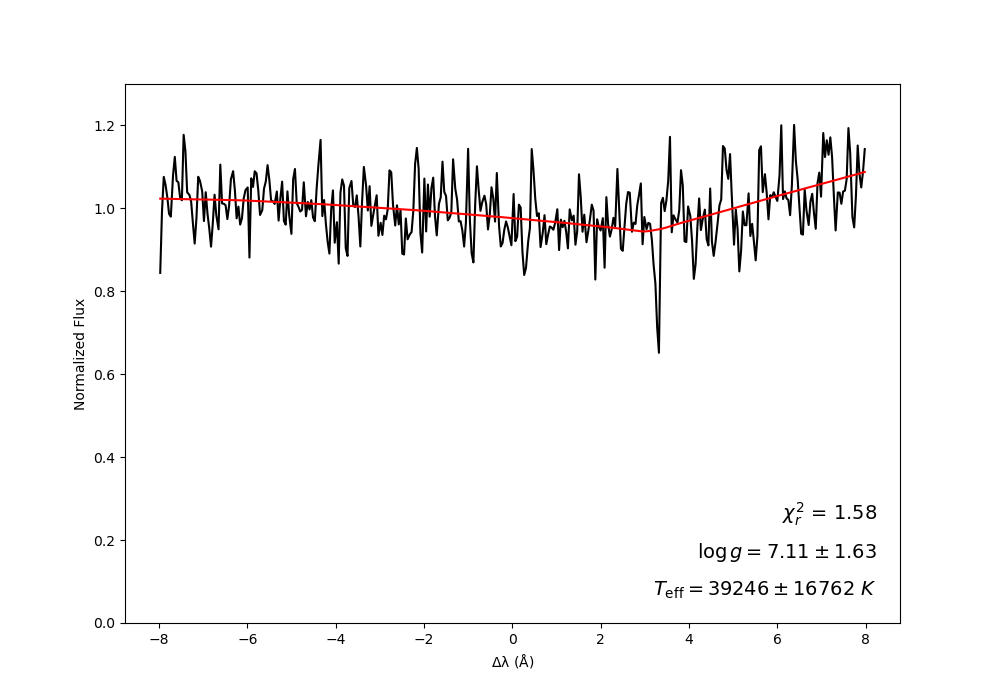 1.2
1.0
0.8
0.6
0.4
0.2
0.0
Normalized Flux
χ²ᵣ = 1.58
log g = 7.11 ± 1.63
T_eff = 39246 ± 16762 K
−8 −6 −4 −2 0 2 4 6 8
Δλ (Å)